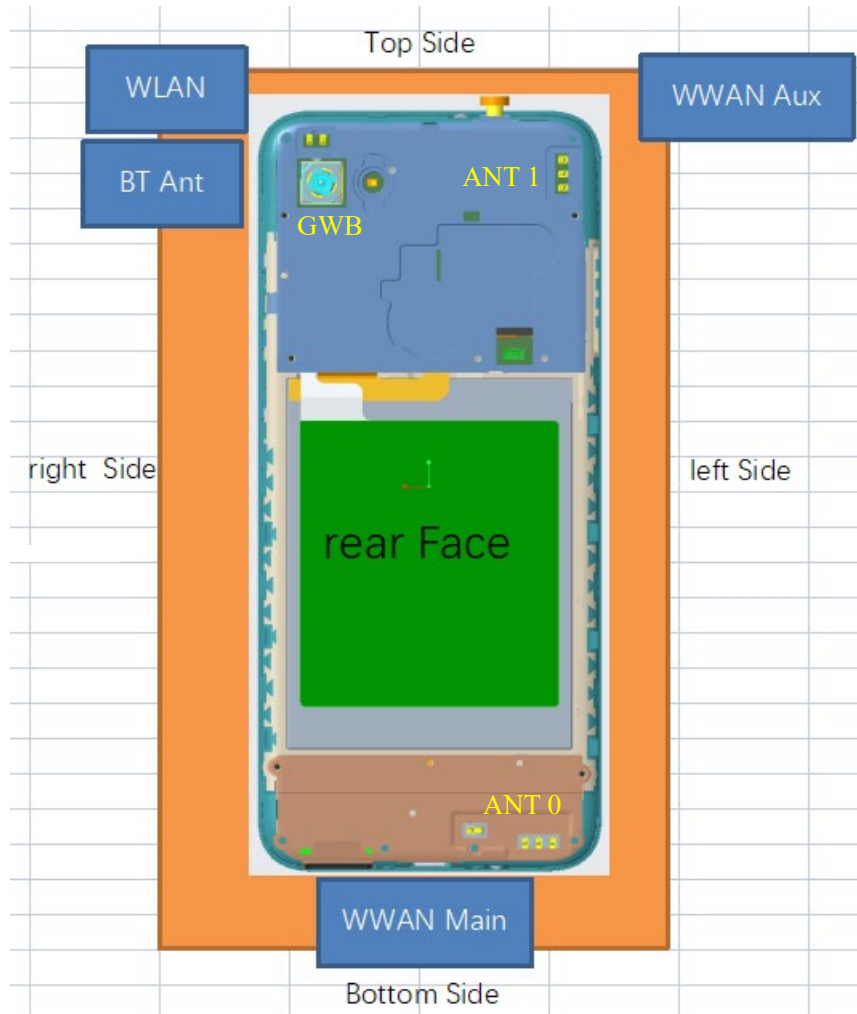 Top Side
WLAN
WWAN Aux
BT Ant
ANT 1
GWB
right Side
left Side
rear Face
ANT 0
WWAN Main
Bottom Side